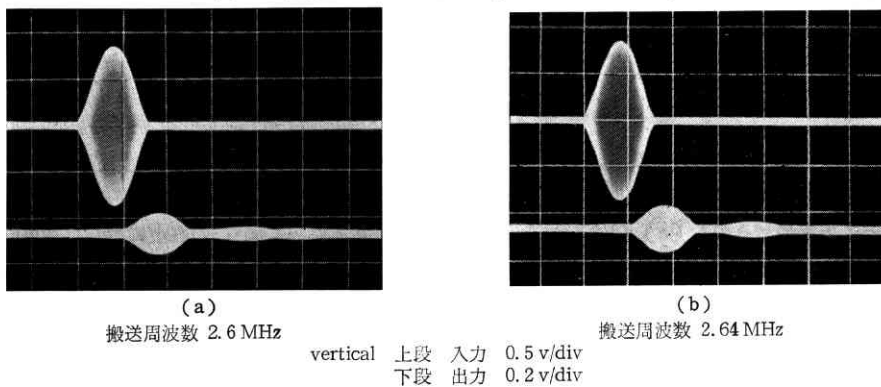 (a)
搬送周波数 2.6 MHz
(b)
搬送周波数 2.64 MHz
vertical 上段 入力 0.5 v/div
下段 出力 0.2 v/div